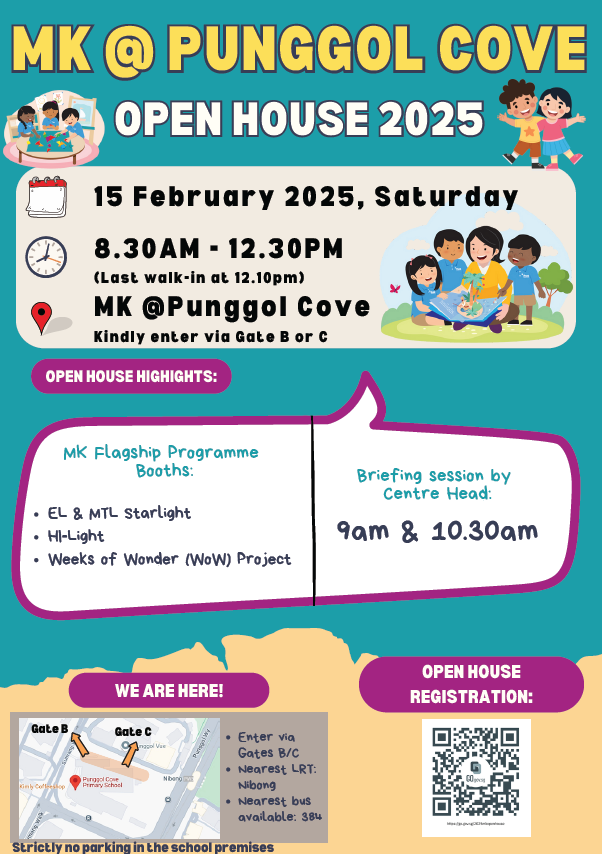 MK @ PUNGGOL COVE
OPEN HOUSE 2025
15 February 2025, Saturday
8.30AM - 12.30PM
(Last walk-in at 12.10pm)
MK @Punggol Cove
Kindly enter via Gate B or C
OPEN HOUSE HIGHIGHTS:
MK Flagship Programme
Booths:
• EL & MTL Starlight
• HI-Light
• Weeks of Wonder (WoW) Project
Briefing session by
Centre Head:
9am & 10.30am
WE ARE HERE!
Gate B
Gate C
Punggol Cove
Primary School
Nibong
• Enter via
Gates B/C
• Nearest LRT:
Nibong
• Nearest bus
available: 384
Strictly no parking in the school premises
OPEN HOUSE
REGISTRATION: